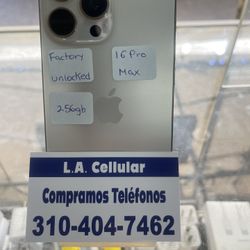 Factory
unlocked
16 Pro
Max
256gb
L.A. Cellular
Compramos Teléfonos
310-404-7462